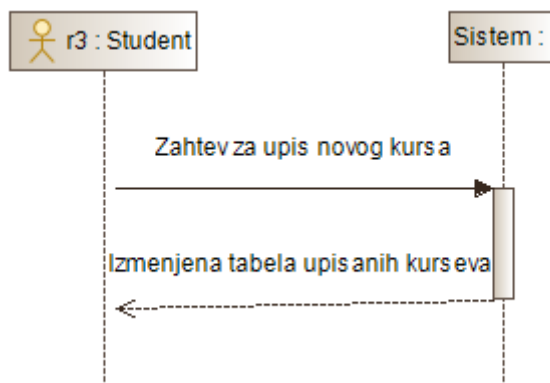 r3 : Student
Sistem :
Zahtev za upis novog kursa
Izmenjena tabela upisanih kurseva